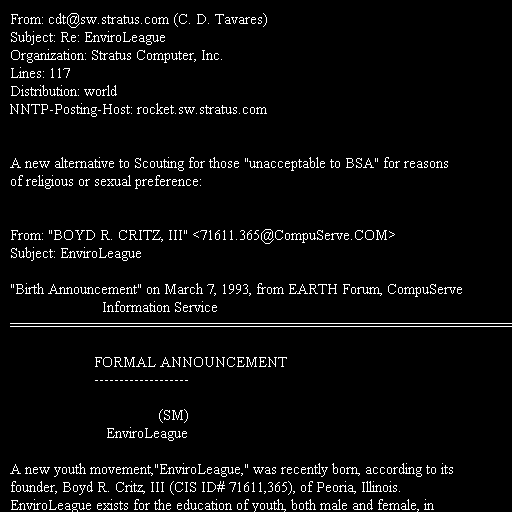 From: cdt@sw.stratus.com (C. D. Tavares)
Subject: Re: EnviroLeague
Organization: Stratus Computer, Inc.
Lines: 117
Distribution: world
NNTP-Posting-Host: rocket.sw.stratus.com
A new alternative to Scouting for those "unacceptable to BSA" for reasons
of religious or sexual preference:
From: "BOYD R. CRITZ, III" <71611.365@CompuServe.COM>
Subject: EnviroLeague
"Birth Announcement" on March 7, 1993, from EARTH Forum, CompuServe
Information Service
FORMAL ANNOUNCEMENT
-------------------
(SM)
EnviroLeague
A new youth movement,"EnviroLeague," was recently born, according to its
founder, Boyd R. Critz, III (CIS ID# 71611,365), of Peoria, Illinois.
EnviroLeague exists for the education of youth, both male and female, in